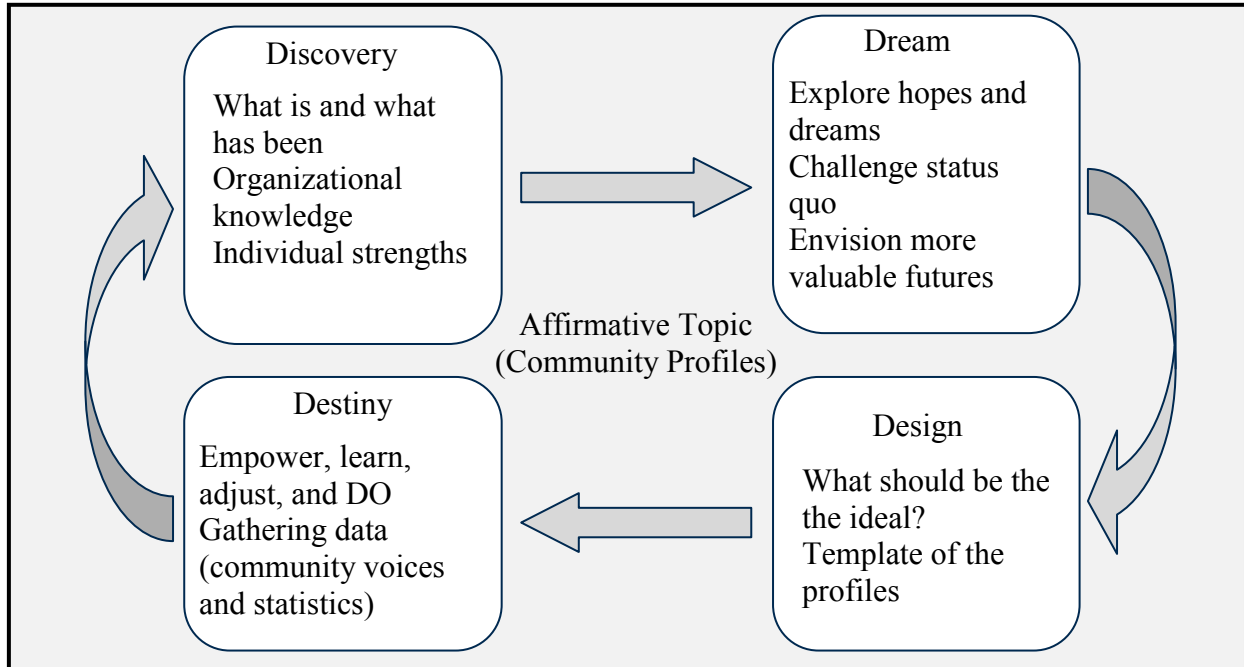 Discovery
What is and what
has been
Organizational
knowledge
Individual strengths
Dream
Explore hopes and
dreams
Challenge status
quo
Envision more
valuable futures
Affirmative Topic
(Community Profiles)
Destiny
Empower, learn,
adjust, and DO
Gathering data
(community voices
and statistics)
Design
What should be the
the ideal?
Template of the
profiles